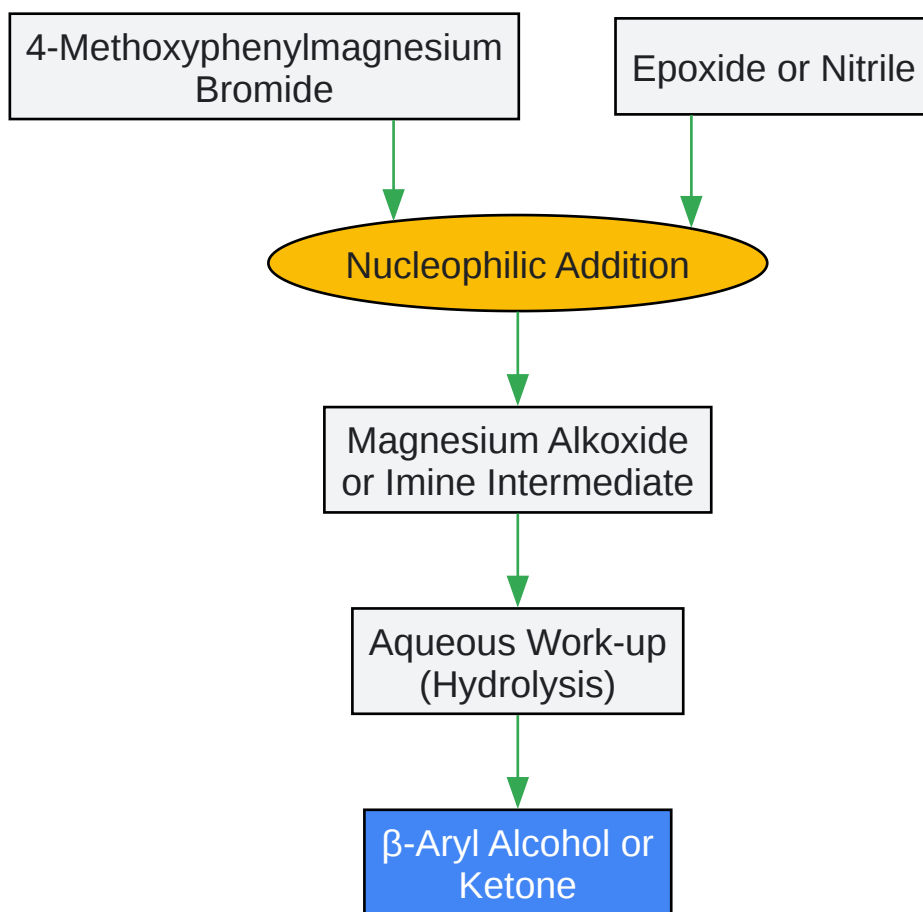 4-Methoxyphenylmagnesium
Bromide
Epoxide or Nitrile
Nucleophilic Addition
Magnesium Alkoxide
or Imine Intermediate
Aqueous Work-up
(Hydrolysis)
β-Aryl Alcohol or
Ketone